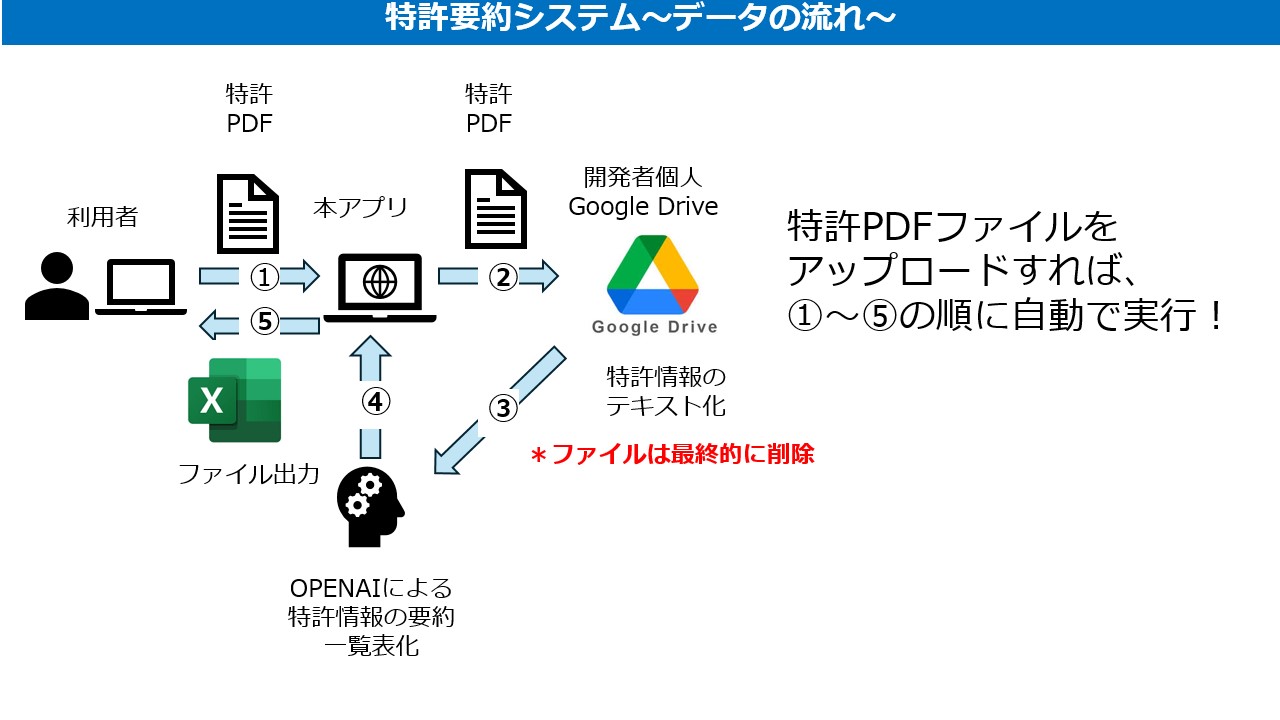 特許要約システム～データの流れ～
特許
PDF
特許
PDF
利用者
本アプリ
開発者個人
Google Drive
①
②
⑤
Google Drive
X
ファイル出力
④
③
特許情報の
テキスト化
＊ファイルは最終的に削除
OPENAIによる
特許情報の要約
一覧表化
特許PDFファイルを
アップロードすれば、
①～⑤の順に自動で実行！